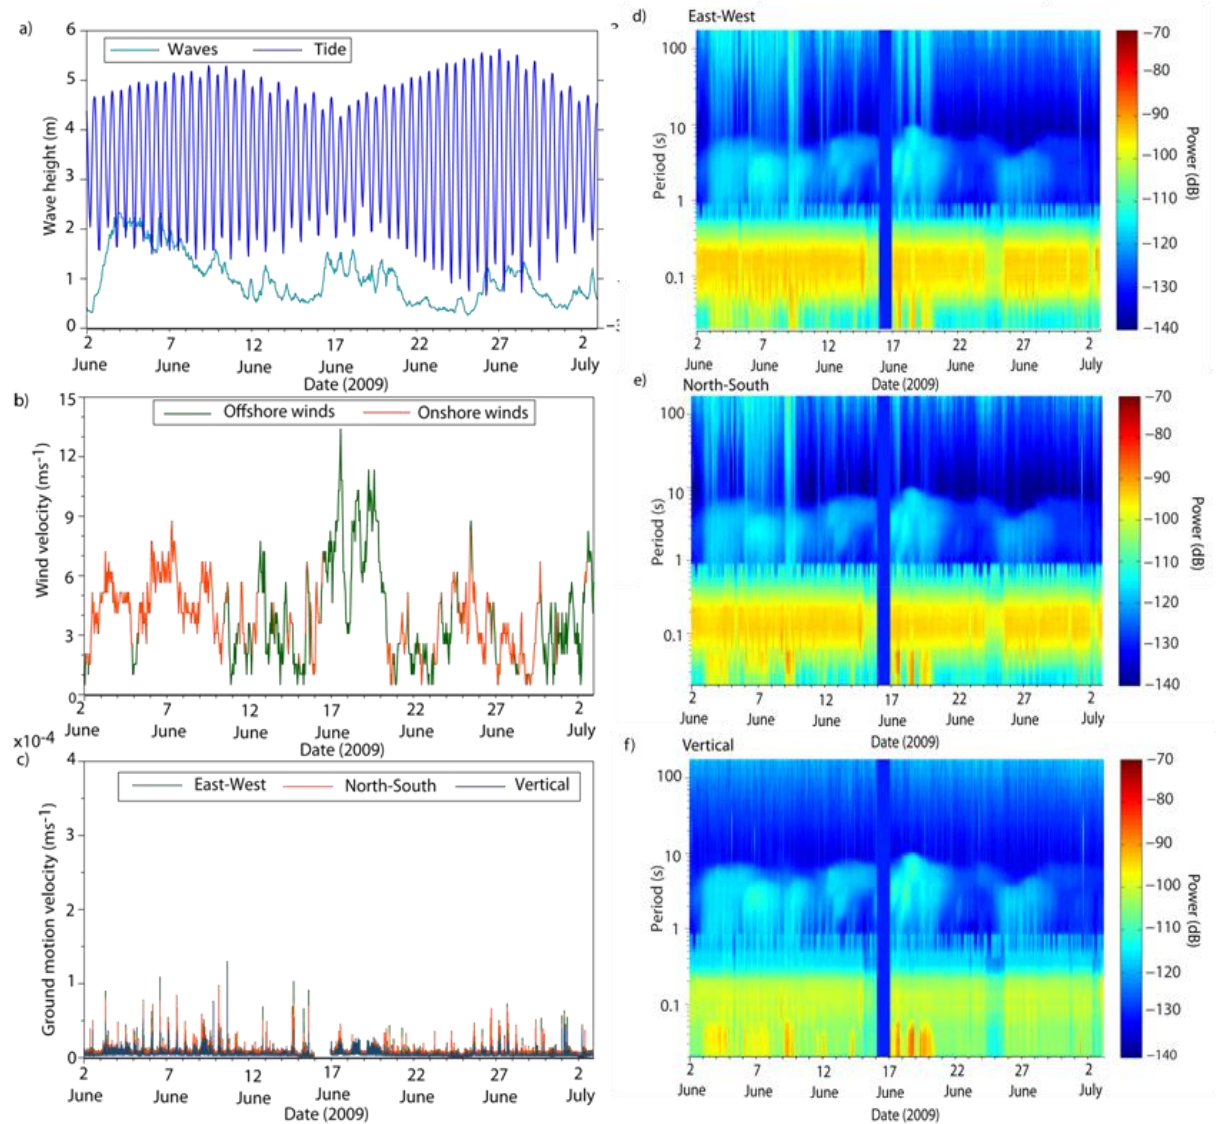 a)
6
5
4
3
2
1
0
Wave height (m)
Waves Tide
2 7 12 17 22 27 2
June June June June June June July
Date (2009)
b)
15
12
9
6
3
0
Wind velocity (ms-1)
Offshore winds Onshore winds
2 7 12 17 22 27 2
June June June June June June July
Date (2009)
x10-4
c)
4
3
2
1
0
Ground motion velocity (ms-1)
East-West North-South Vertical
2 7 12 17 22 27 2
June June June June June June July
Date (2009)
d) East-West
100
10
1
0.1
Period (s)
−70
−80
−90
−100
−110
−120
−130
−140
Power (dB)
2 7 12 17 22 27 2
June June June June June June July
Date (2009)
e) North-South
100
10
1
0.1
Period (s)
−70
−80
−90
−100
−110
−120
−130
−140
Power (dB)
2 7 12 17 22 27 2
June June June June June June July
Date (2009)
f) Vertical
100
10
1
0.1
Period (s)
−70
−80
−90
−100
−110
−120
−130
−140
Power (dB)
2 7 12 17 22 27 2
June June June June June June July
Date (2009)